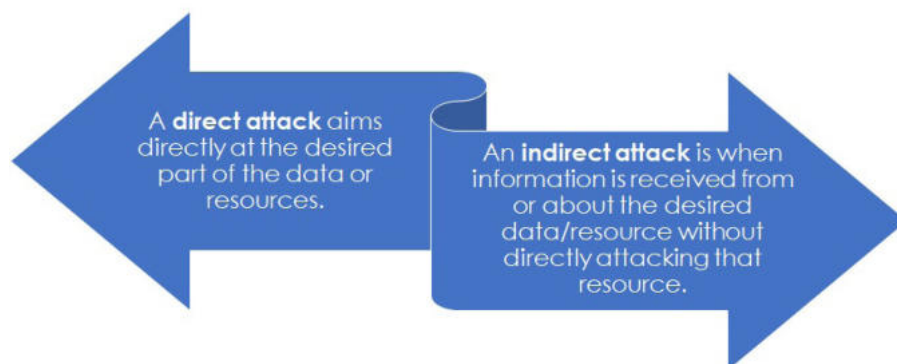 A direct attack aims
directly at the desired
part of the data or
resources.
An indirect attack is when
information is received from
or about the desired
data/resource without
directly attacking that
resource.